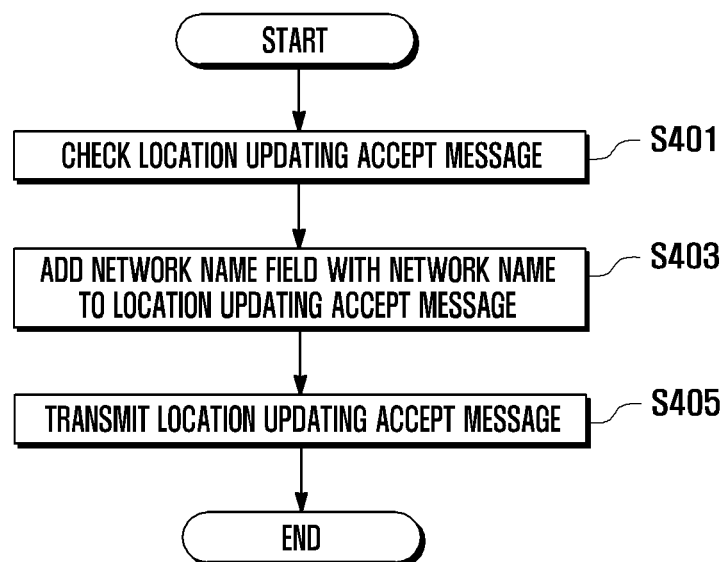 START
CHECK LOCATION UPDATING ACCEPT MESSAGE
S401
ADD NETWORK NAME FIELD WITH NETWORK NAME
TO LOCATION UPDATING ACCEPT MESSAGE
S403
TRANSMIT LOCATION UPDATING ACCEPT MESSAGE
S405
END